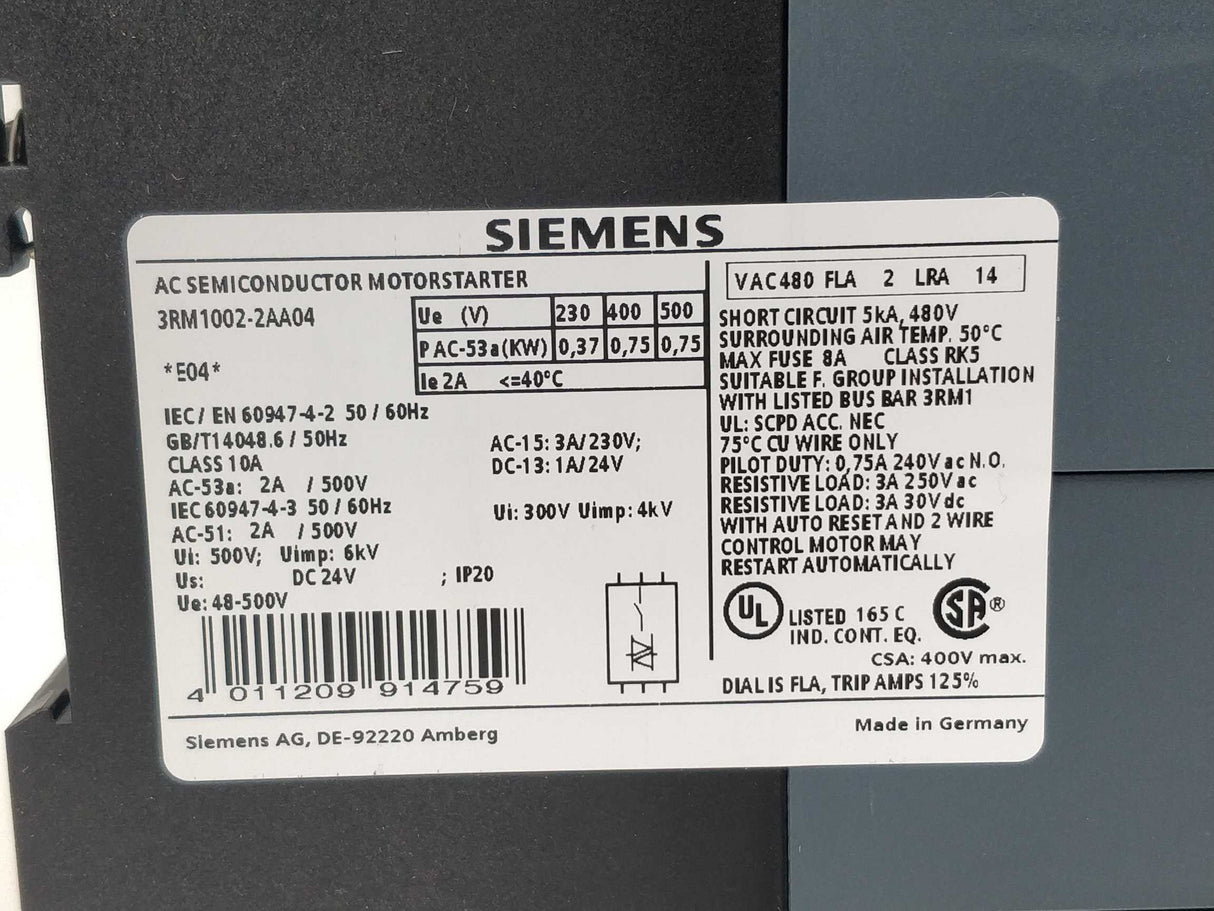 SIEMENS
AC SEMICONDUCTOR MOTORSTARTER
3RM1002-2AA04
*E04*
Ue (V) 230 400 500
P AC-53a(KW) 0,37 0,75 0,75
Ie 2A <=40°C
IEC/ EN 60947-4-2 50 / 60Hz
GB/T14048.6 / 50Hz
CLASS 10A
AC-53a: 2A / 500V
IEC 60947-4-3 50 / 60Hz
AC-51: 2A / 500V
Ui: 500V; Uimp: 6kV
Us: DC 24V ; IP20
Ue: 48-500V
AC-15: 3A/230V;
DC-13: 1A/24V
Ui: 300V Uimp: 4kV
4 011209 914759
VAC480 FLA 2 LRA 14
SHORT CIRCUIT 5kA, 480V
SURROUNDING AIR TEMP. 50°C
MAX FUSE 8A CLASS RK5
SUITABLE F. GROUP INSTALLATION
WITH LISTED BUS BAR 3RM1
UL: SCPD ACC. NEC
75°C CU WIRE ONLY
PILOT DUTY: 0,75A 240V ac N.O.
RESISTIVE LOAD: 3A 250V ac
RESISTIVE LOAD: 3A 30V dc
WITH AUTO RESET AND 2 WIRE
CONTROL MOTOR MAY
RESTART AUTOMATICALLY
UL LISTED 165 C SA®
IND. CONT. EQ.
CSA: 400V max.
DIAL IS FLA, TRIP AMPS 125%
Siemens AG, DE-92220 Amberg
Made in Germany